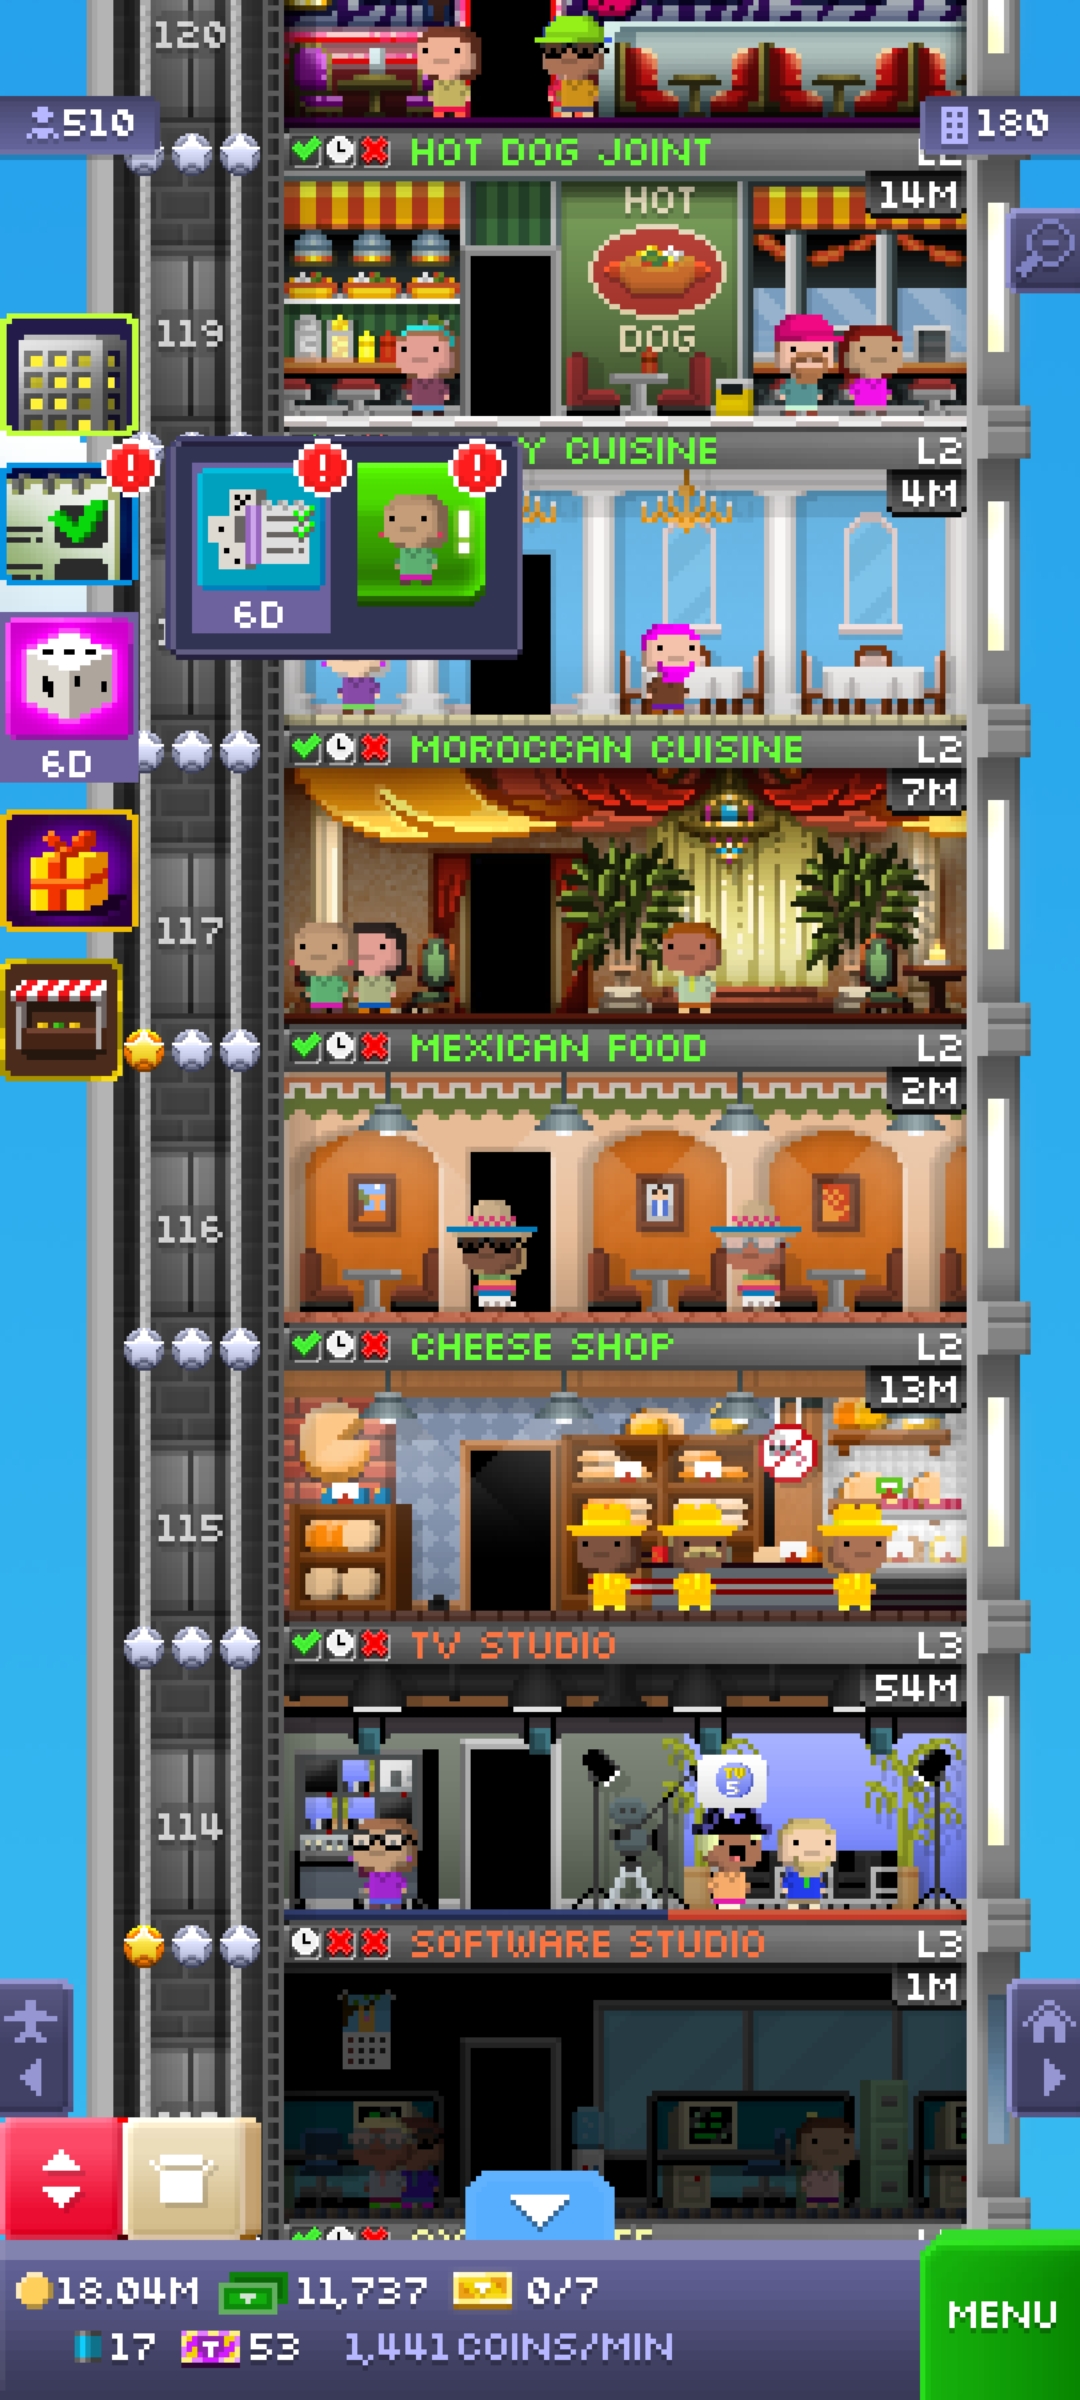 120
510
180
HOT DOG JOINT
14M
HOT
DOG
119
Y CUISINE L2
4M
6D
6D
MOROCCAN CUISINE L2
7M
117
MEXICAN FOOD L2
2M
116
CHEESE SHOP L2
13M
115
TV STUDIO L3
54M
TV
5
114
SOFTWARE STUDIO L3
1M
18.04M 11,737 0/7
17 53 1,441 COINS/MIN
MENU